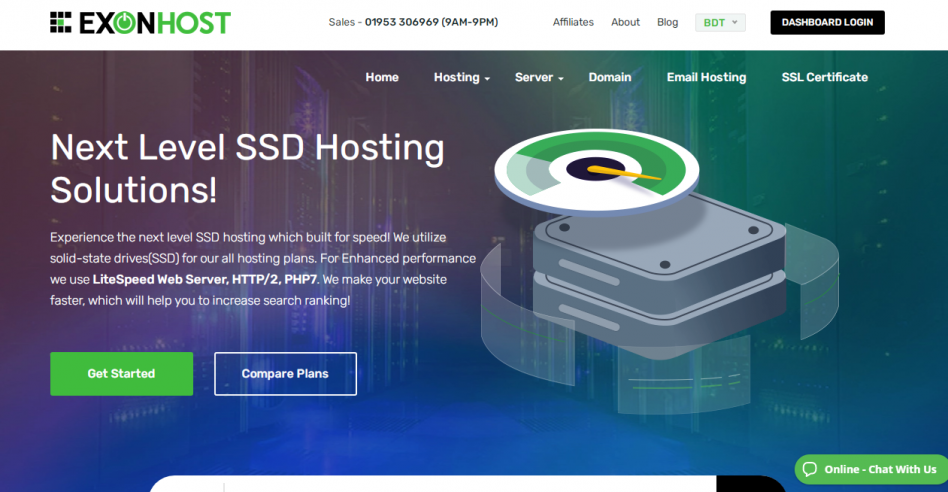 EXONHOST
Sales - 01953 306969 (9AM-9PM)
Affiliates
About
Blog
BDT
DASHBOARD LOGIN
Home
Hosting
Server
Domain
Email Hosting
SSL Certificate
Next Level SSD Hosting
Solutions!
Experience the next level SSD hosting which built for speed! We utilize
solid-state drives(SSD) for our all hosting plans. For Enhanced performance
we use LiteSpeed Web Server, HTTP/2, PHP7. We make your website
faster, which will help you to increase search ranking!
Get Started
Compare Plans
Online - Chat With Us